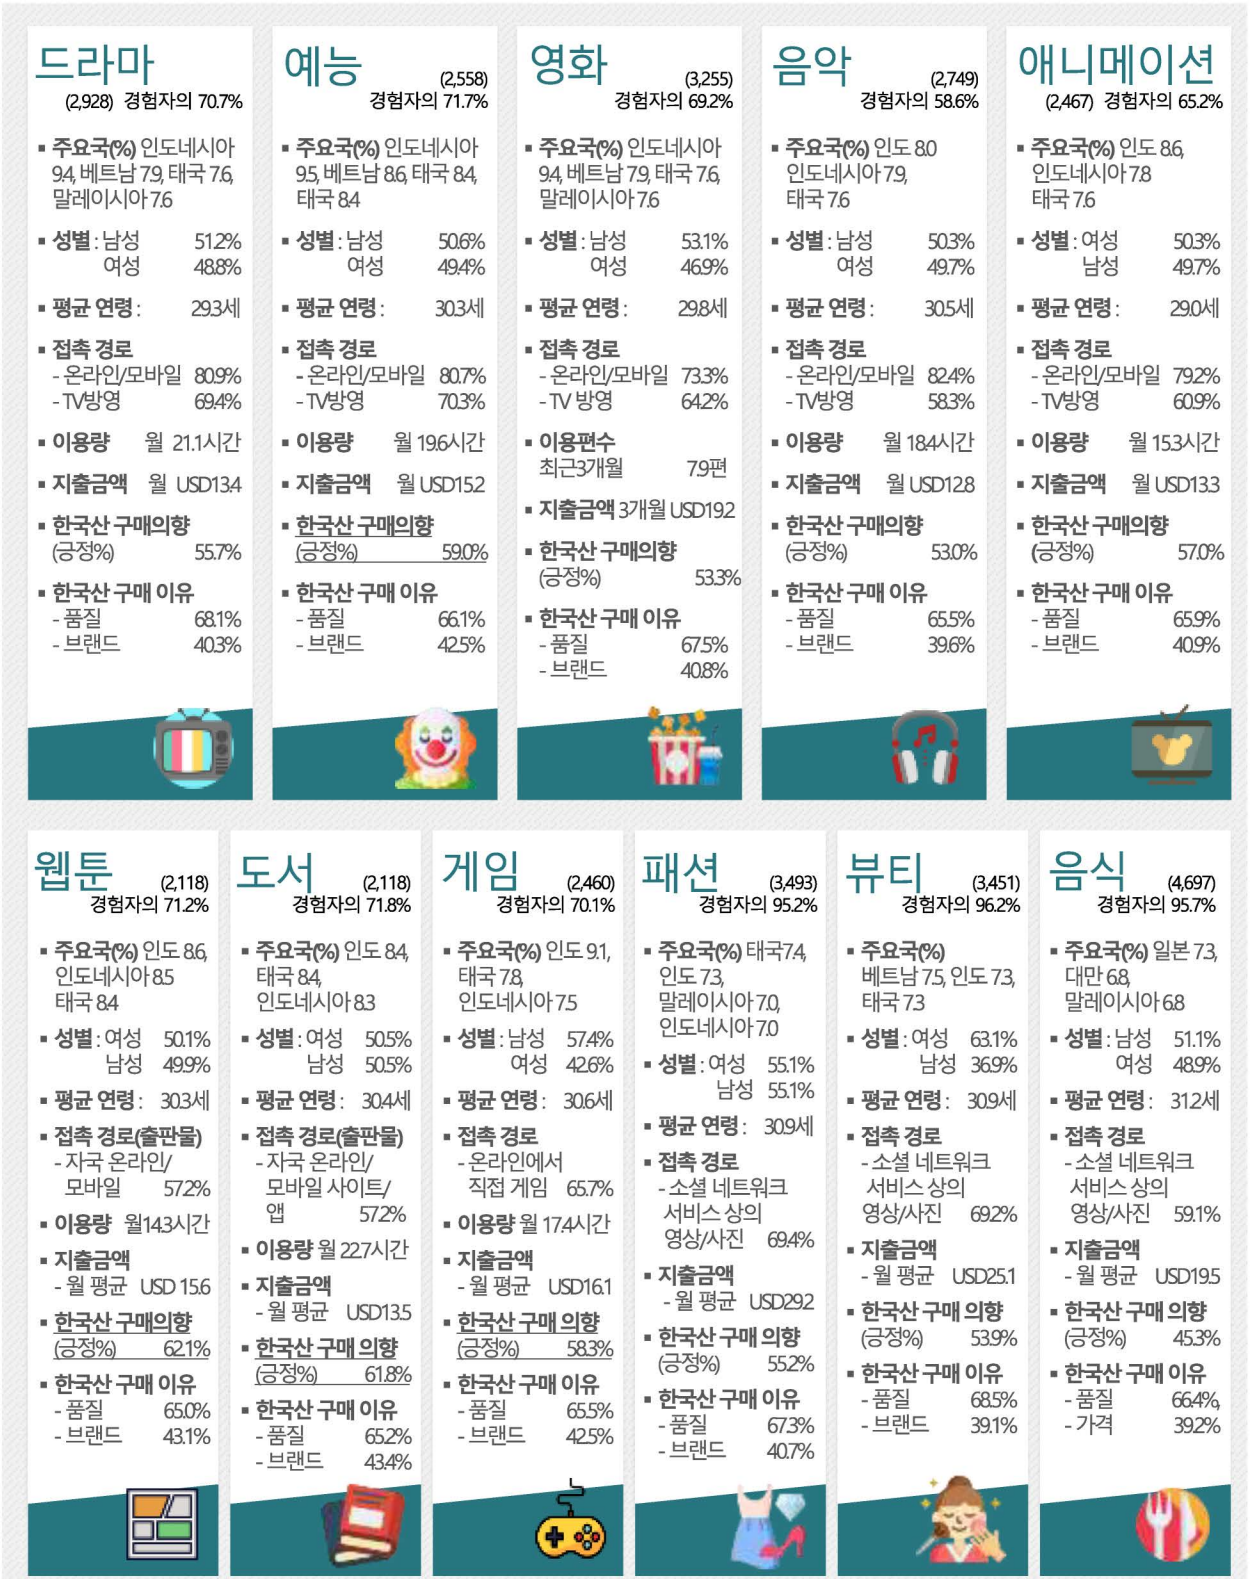 드라마
(2,928) 경험자의 70.7%
▪ 주요국(%) 인도네시아
9.4, 베트남 7.9, 태국 7.6,
말레이시아 7.6
▪ 성별 : 남성 51.2%
여성 48.8%
▪ 평균 연령 : 29.3세
▪ 접촉 경로
- 온라인/모바일 80.9%
- TV방영 69.4%
▪ 이용량 월 21.1시간
▪ 지출금액 월 USD13.4
▪ 한국산 구매의향
(긍정%) 55.7%
▪ 한국산 구매 이유
- 품질 68.1%
- 브랜드 40.3%
예능
(2,558)
경험자의 71.7%
▪ 주요국(%) 인도네시아
9.5, 베트남 8.6, 태국 8.4,
태국 8.4
▪ 성별 : 남성 50.6%
여성 49.4%
▪ 평균 연령 : 30.3세
▪ 접촉 경로
- 온라인/모바일 80.7%
- TV방영 70.3%
▪ 이용량 월 19.6시간
▪ 지출금액 월 USD15.2
▪ 한국산 구매의향
(긍정%) 59.0%
▪ 한국산 구매 이유
- 품질 66.1%
- 브랜드 42.5%
영화
(3,255)
경험자의 69.2%
▪ 주요국(%) 인도네시아
9.4, 베트남 7.9, 태국 7.6,
말레이시아 7.6
▪ 성별 : 남성 53.1%
여성 46.9%
▪ 평균 연령 : 29.8세
▪ 접촉 경로
- 온라인/모바일 73.3%
- TV 방영 64.2%
▪ 이용편수
최근3개월 7.9편
▪ 지출금액 3개월 USD19.2
▪ 한국산 구매의향
(긍정%) 53.3%
▪ 한국산 구매 이유
- 품질 67.5%
- 브랜드 40.8%
음악
(2,749)
경험자의 58.6%
▪ 주요국(%) 인도 8.0
인도네시아 7.9,
태국 7.6
▪ 성별 : 남성 50.3%
여성 49.7%
▪ 평균 연령 : 30.5세
▪ 접촉 경로
- 온라인/모바일 82.4%
- TV방영 58.3%
▪ 이용량 월 18.4시간
▪ 지출금액 월 USD12.8
▪ 한국산 구매의향
(긍정%) 53.0%
▪ 한국산 구매 이유
- 품질 65.5%
- 브랜드 39.6%
애니메이션
(2,467) 경험자의 65.2%
▪ 주요국(%) 인도 8.6,
인도네시아 7.8
태국 7.6
▪ 성별 : 여성 50.3%
남성 49.7%
▪ 평균 연령 : 29.0세
▪ 접촉 경로
- 온라인/모바일 79.2%
- TV방영 60.9%
▪ 이용량 월 15.3시간
▪ 지출금액 월 USD13.3
▪ 한국산 구매의향
(긍정%) 57.0%
▪ 한국산 구매 이유
- 품질 65.9%
- 브랜드 40.9%
웹툰
(2,118)
경험자의 71.2%
▪ 주요국(%) 인도 8.6,
인도네시아 8.5
태국 8.4
▪ 성별 : 여성 50.1%
남성 49.9%
▪ 평균 연령 : 30.3세
▪ 접촉 경로(출판물)
- 자국 온라인/
모바일 57.2%
▪ 이용량 월14.3시간
▪ 지출금액
- 월 평균 USD 15.6
▪ 한국산 구매의향
(긍정%) 62.1%
▪ 한국산 구매 이유
- 품질 65.0%
- 브랜드 43.1%
도서
(2,118)
경험자의 71.8%
▪ 주요국(%) 인도 8.4,
태국 8.4,
인도네시아 8.3
▪ 성별 : 여성 50.5%
남성 50.5%
▪ 평균 연령 : 30.4세
▪ 접촉 경로(출판물)
- 자국 온라인/
모바일 사이트/
앱 57.2%
▪ 이용량 월 22.7시간
▪ 지출금액
- 월 평균 USD13.5
▪ 한국산 구매 의향
(긍정%) 61.8%
▪ 한국산 구매 이유
- 품질 65.2%
- 브랜드 43.4%
게임
(2,460)
경험자의 70.1%
▪ 주요국(%) 인도 9.1,
태국 7.8,
인도네시아 7.5
▪ 성별 : 남성 57.4%
여성 42.6%
▪ 평균 연령 : 30.6세
▪ 접촉 경로
- 온라인에서
직접 게임 65.7%
▪ 이용량 월 17.4시간
▪ 지출금액
- 월 평균 USD16.1
▪ 한국산 구매 의향
(긍정%) 58.3%
▪ 한국산 구매 이유
- 품질 65.5%
- 브랜드 42.5%
패션
(3,493)
경험자의 95.2%
▪ 주요국(%) 태국7.4,
인도 7.3,
말레이시아 7.0,
인도네시아 7.0
▪ 성별 : 여성 55.1%
남성 55.1%
▪ 평균 연령 : 30.9세
▪ 접촉 경로
- 소셜 네트워크
서비스 상의
영상/사진 69.4%
▪ 지출금액
- 월 평균 USD29.2
▪ 한국산 구매 의향
(긍정%) 55.2%
▪ 한국산 구매 이유
- 품질 67.3%
- 브랜드 40.7%
뷰티
(3,451)
경험자의 96.2%
▪ 주요국(%)
베트남 7.5, 인도 7.3,
태국 7.3
▪ 성별 : 여성 63.1%
남성 36.9%
▪ 평균 연령 : 30.9세
▪ 접촉 경로
- 소셜 네트워크
서비스 상의
영상/사진 69.2%
▪ 지출금액
- 월 평균 USD25.1
▪ 한국산 구매 의향
(긍정%) 53.9%
▪ 한국산 구매 이유
- 품질 68.5%
- 브랜드 39.1%
음식
(4,697)
경험자의 95.7%
▪ 주요국(%) 일본 7.3,
대만 6.8,
말레이시아 6.8
▪ 성별 : 남성 51.1%
여성 48.9%
▪ 평균 연령 : 31.2세
▪ 접촉 경로
- 소셜 네트워크
서비스 상의
영상/사진 59.1%
▪ 지출금액
- 월 평균 USD19.5
▪ 한국산 구매 의향
(긍정%) 45.3%
▪ 한국산 구매 이유
- 품질 66.4%,
- 가격 39.2%